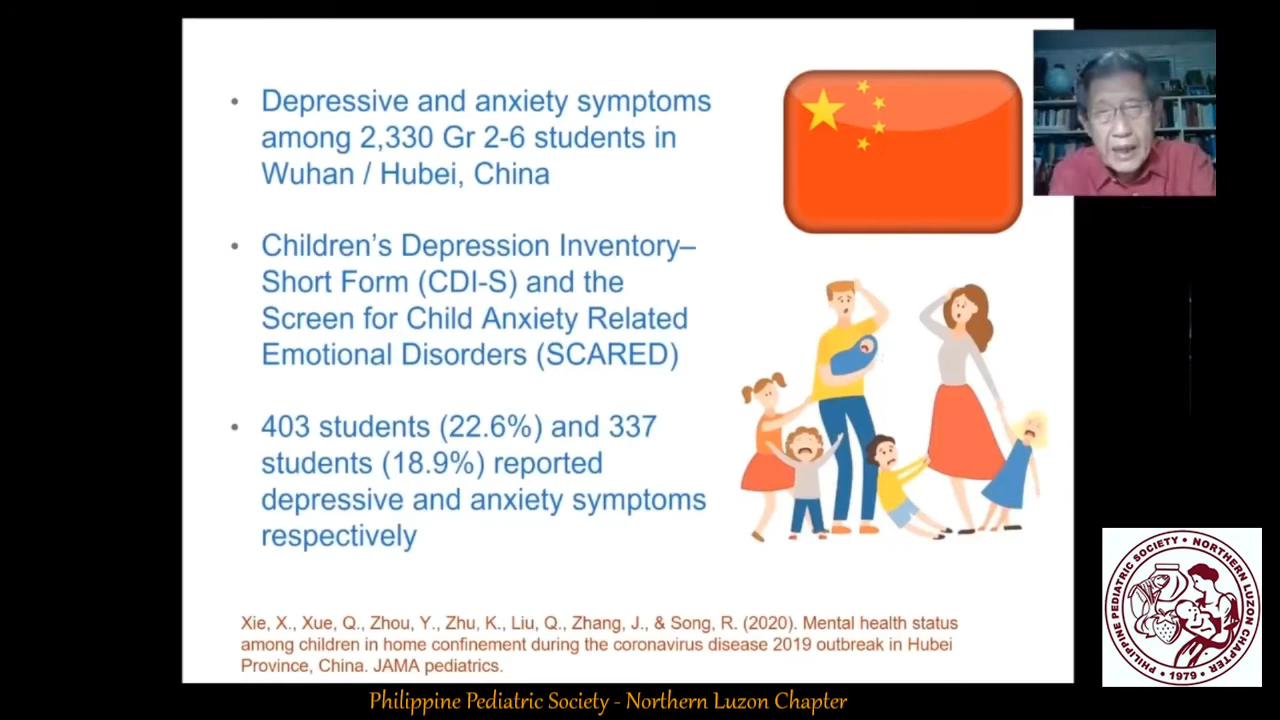 • Depressive and anxiety symptoms
among 2,330 Gr 2-6 students in
Wuhan / Hubei, China
• Children's Depression Inventory–
Short Form (CDI-S) and the
Screen for Child Anxiety Related
Emotional Disorders (SCARED)
• 403 students (22.6%) and 337
students (18.9%) reported
depressive and anxiety symptoms
respectively
Xie, X., Xue, Q., Zhou, Y., Zhu, K., Liu, Q., Zhang, J., & Song, R. (2020). Mental health status
among children in home confinement during the coronavirus disease 2019 outbreak in Hubei
Province, China. JAMA pediatrics.
PHILIPPINE PEDIATRIC SOCIETY • NORTHERN LUZON CHAPTER •
• 1979 •
Philippine Pediatric Society - Northern Luzon Chapter